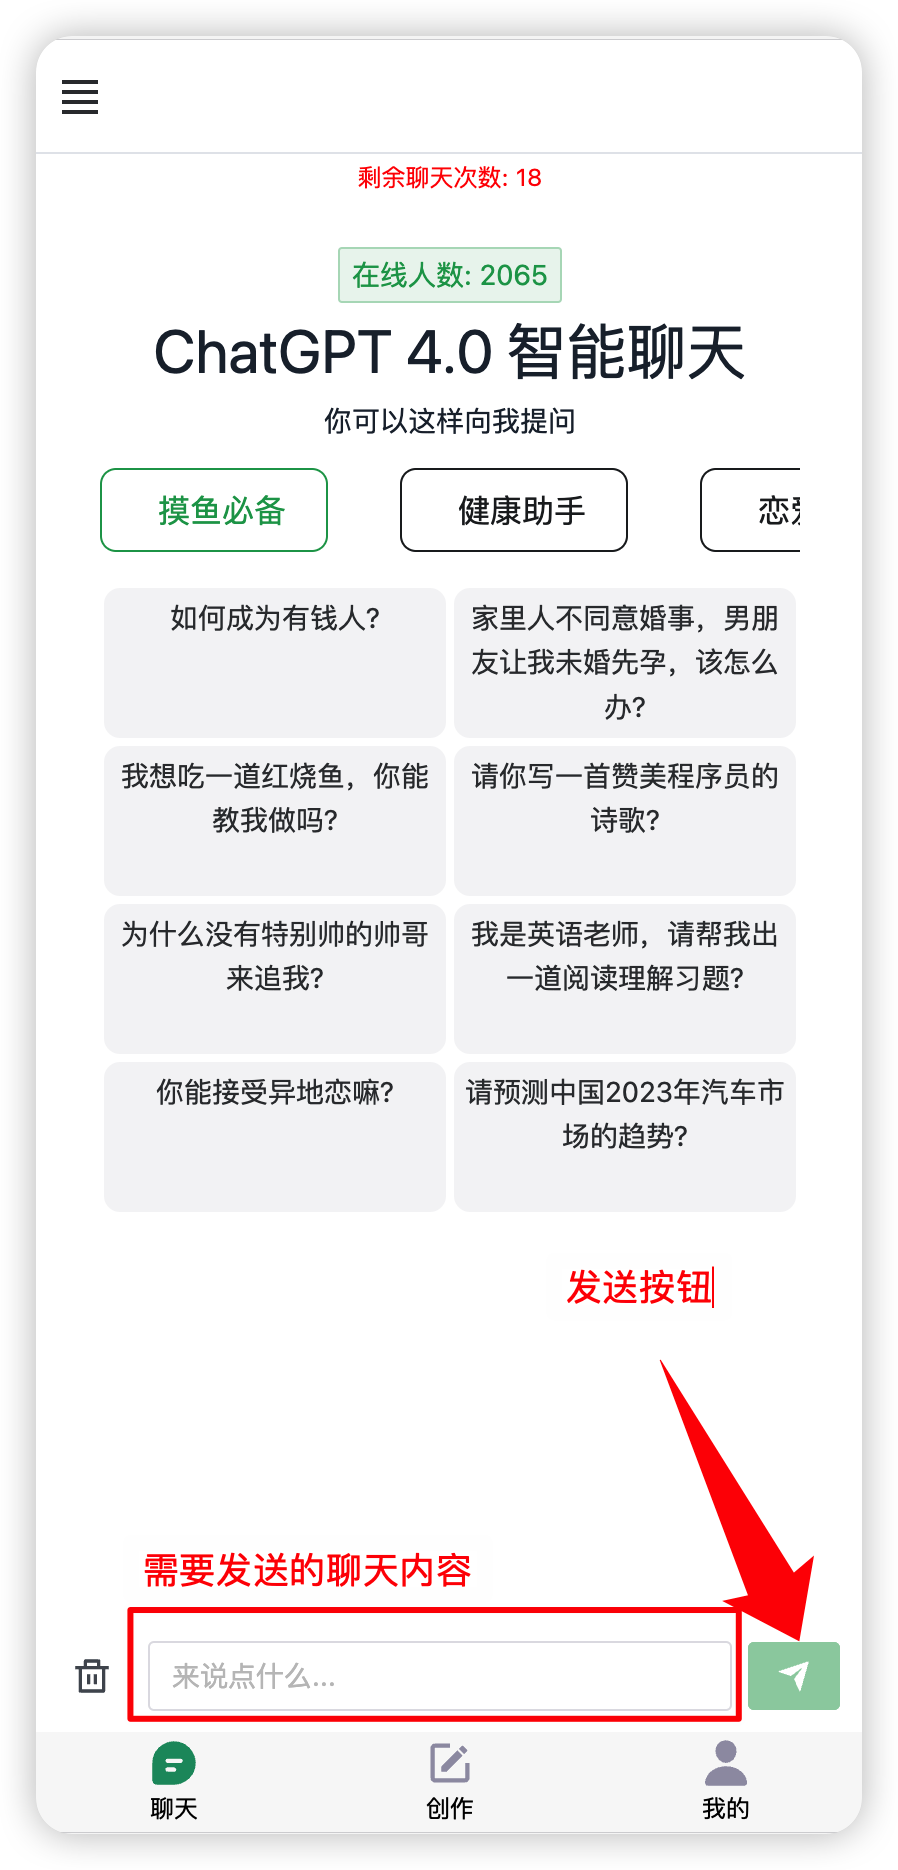 剩余聊天次数: 18
在线人数: 2065
ChatGPT 4.0 智能聊天
你可以这样向我提问
摸鱼必备
健康助手
恋
如何成为有钱人?
家里人不同意婚事，男朋
友让我未婚先孕，该怎么
办?
我想吃一道红烧鱼，你能
教我做吗?
请你写一首赞美程序员的
诗歌?
为什么没有特别帅的帅哥
来追我?
我是英语老师，请帮我出
一道阅读理解习题?
你能接受异地恋嘛?
请预测中国2023年汽车市
场的趋势?
发送按钮
需要发送的聊天内容
来说点什么...
聊天
创作
我的